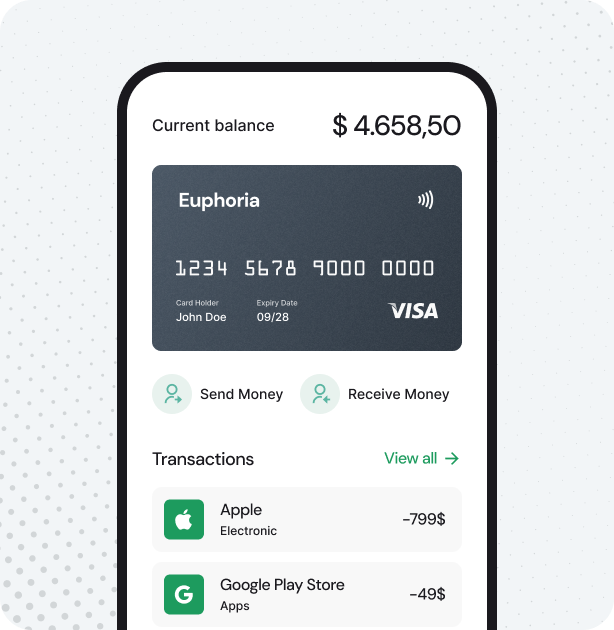 Current balance $ 4.658,50
Euphoria
1234 5678 9000 0000
Card Holder Expiry Date
John Doe 09/28 VISA
Send Money Receive Money
Transactions View all
Apple
Electronic
-799$
Google Play Store
Apps
-49$